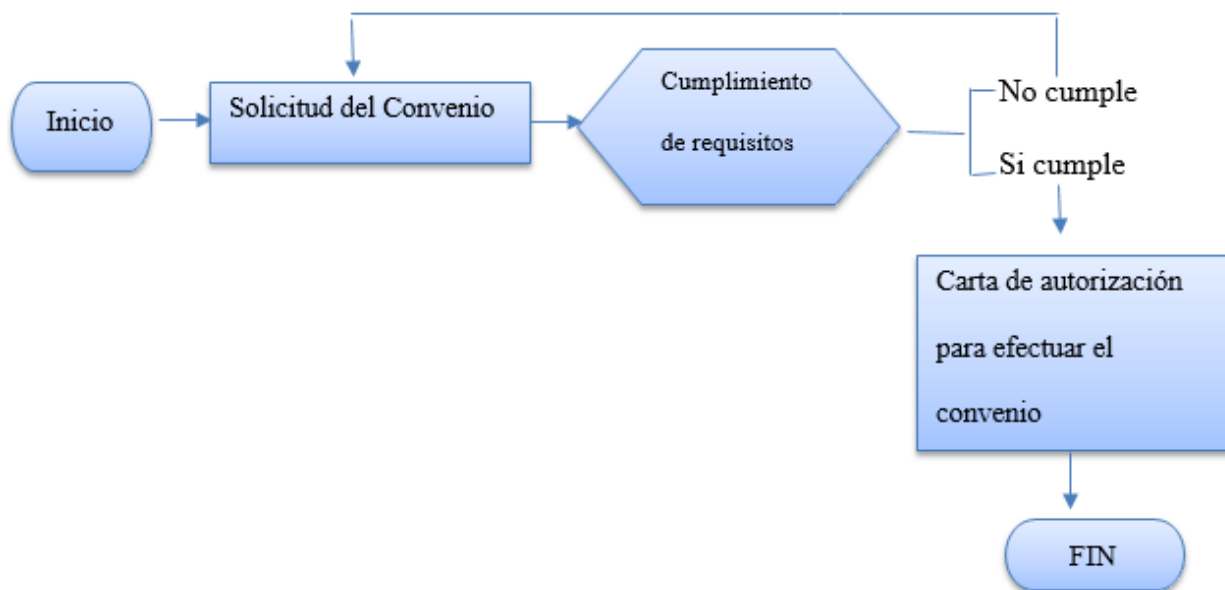 Inicio
Solicitud del Convenio
Cumplimiento
de requisitos
No cumple
Si cumple
Carta de autorización
para efectuar el
convenio
FIN